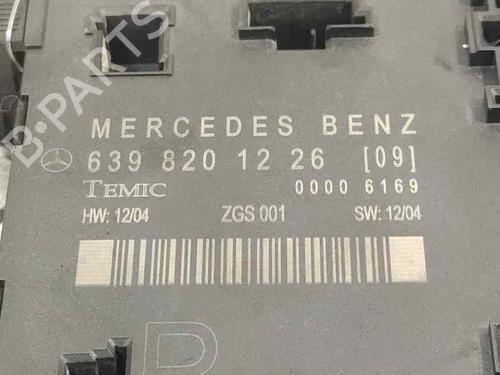 MERCEDES BENZ
639 820 12 26 [09]
TEMIC 0000 6169
HW: 12/04 ZGS 001 SW: 12/04
D
B-PARTS